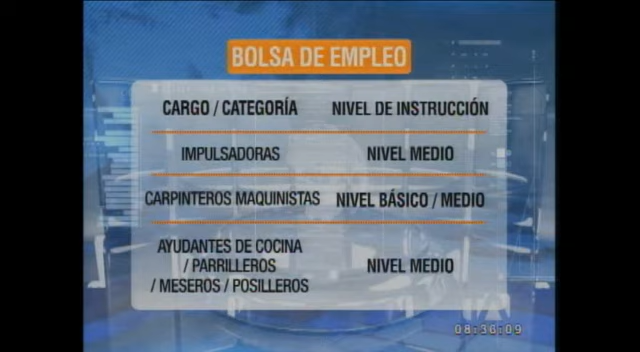 BOLSA DE EMPLEO
CARGO / CATEGORÍA NIVEL DE INSTRUCCIÓN
IMPULSADORAS NIVEL MEDIO
CARPINTEROS MAQUINISTAS NIVEL BÁSICO / MEDIO
AYUDANTES DE COCINA
/ PARRILLEROS NIVEL MEDIO
/ MESEROS / POSILLEROS
08:36:09